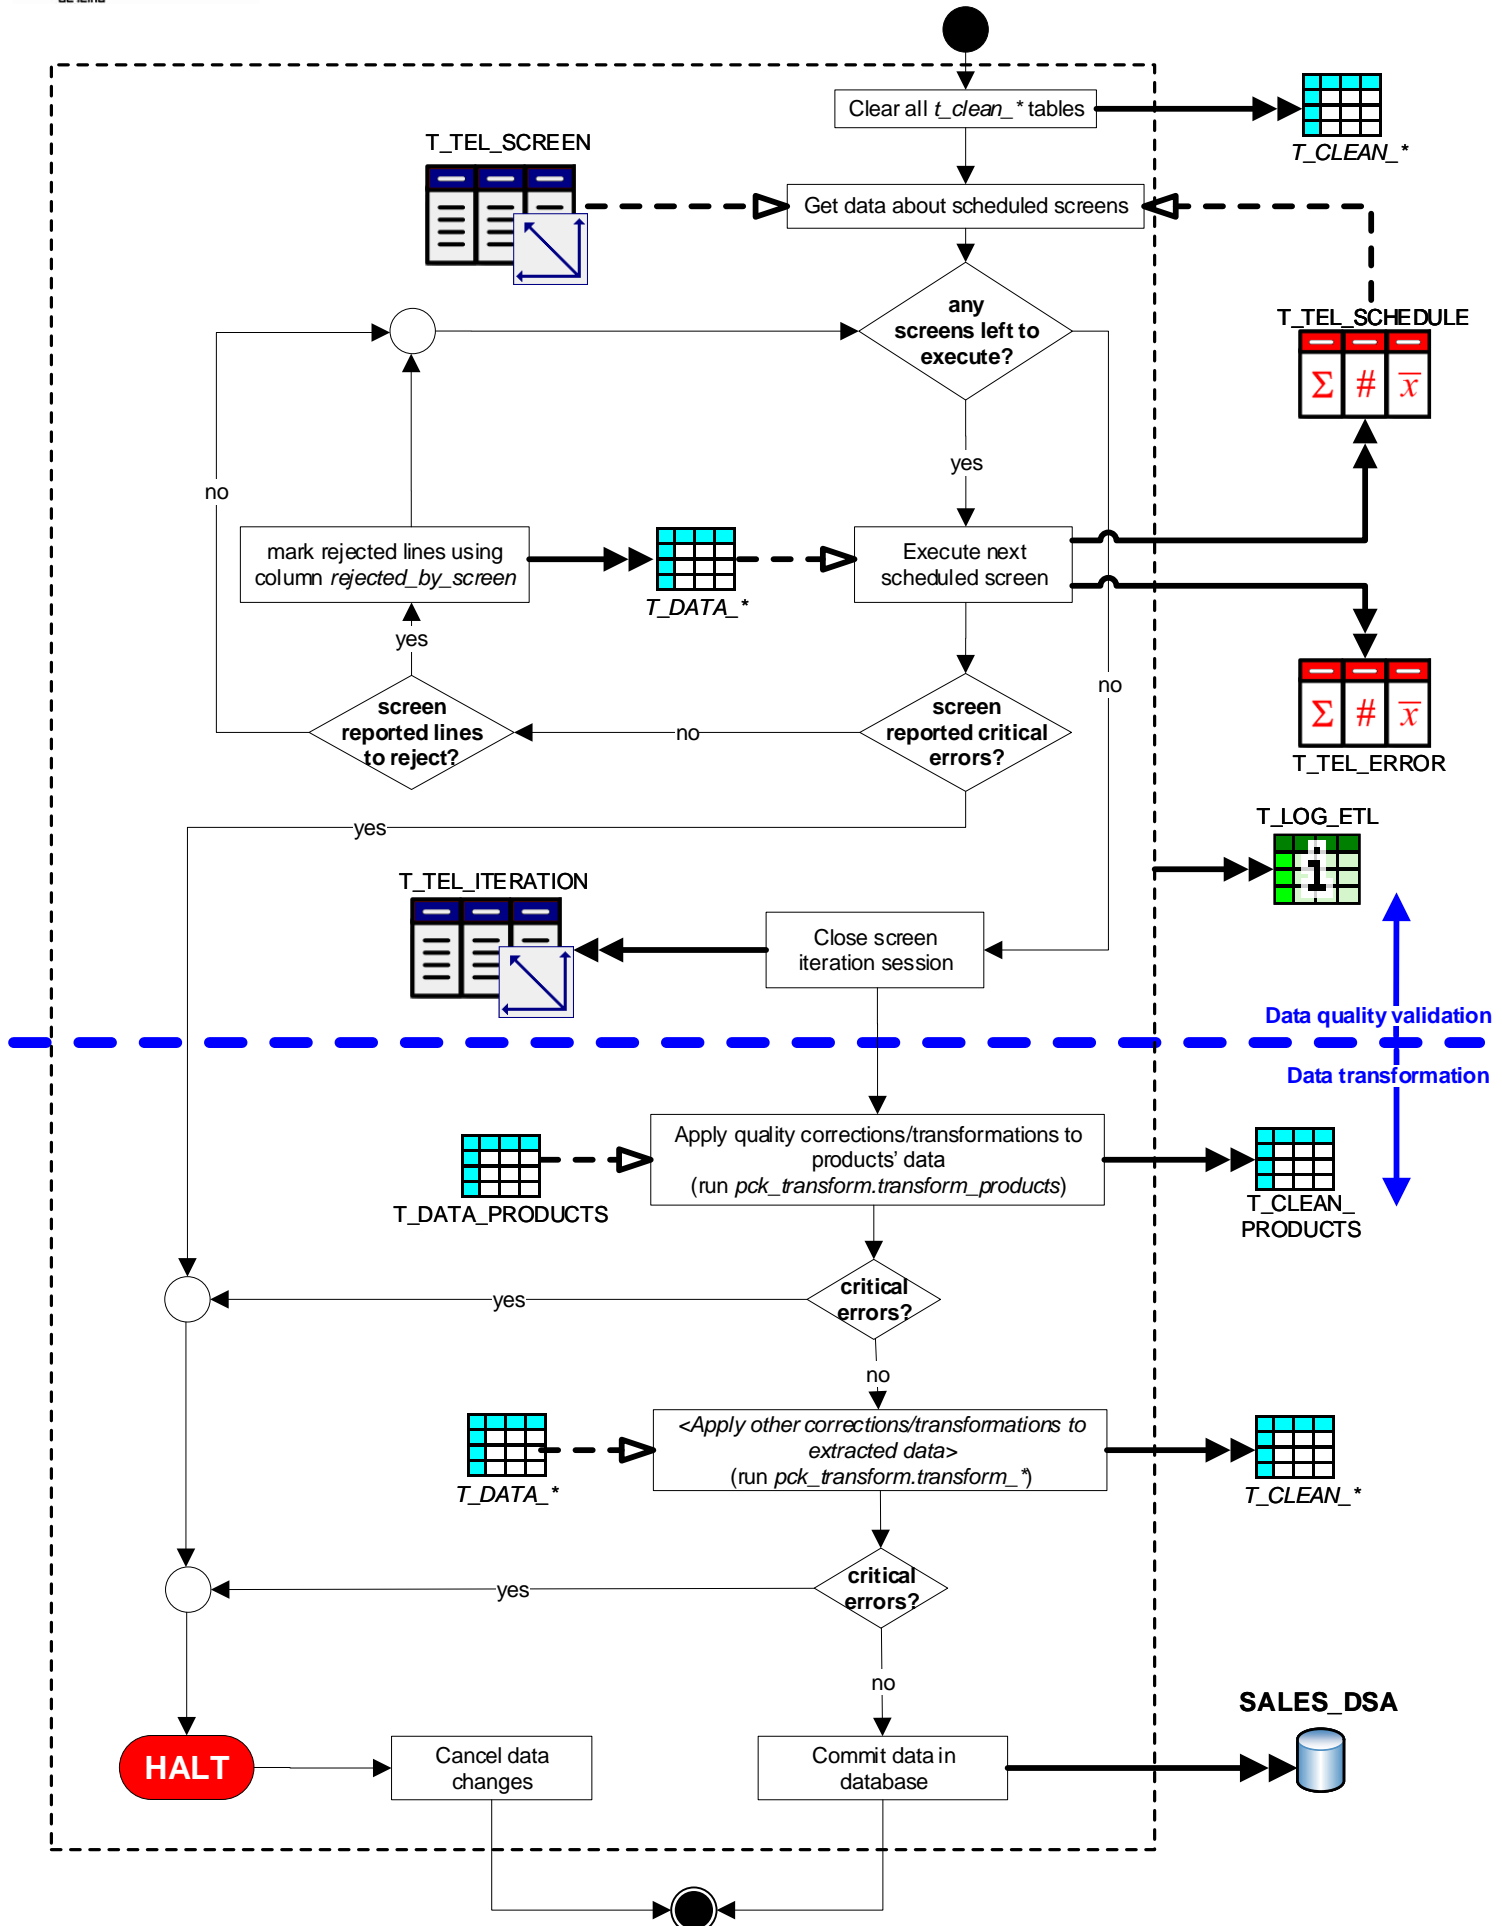 de leiria
Clear all t_clean_* tables
T_CLEAN_*
T_TEL_SCREEN
Get data about scheduled screens
any
screens left to
execute?
T_TEL_SCHEDULE
Σ # x̅
yes
no
mark rejected lines using
column rejected_by_screen
T_DATA_*
Execute next
scheduled screen
yes
no
screen
reported lines
to reject?
no
screen
reported critical
errors?
Σ # x̅
T_TEL_ERROR
yes
T_LOG_ETL
i
T_TEL_ITERATION
Close screen
iteration session
Data quality validation
Data transformation
Apply quality corrections/transformations to
products' data
(run pck_transform.transform_products)
T_DATA_PRODUCTS
T_CLEAN_
PRODUCTS
critical
errors?
yes
no
<Apply other corrections/transformations to
extracted data>
(run pck_transform.transform_*)
T_DATA_*
T_CLEAN_*
critical
errors?
yes
no
SALES_DSA
HALT
Cancel data
changes
Commit data in
database